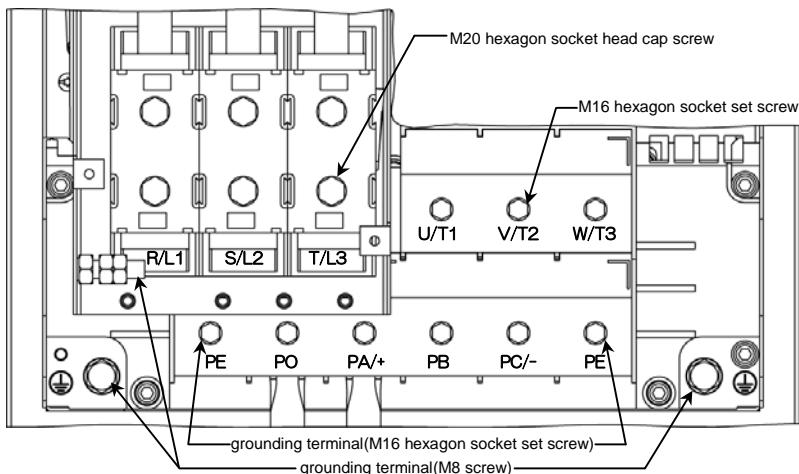 M20 hexagon socket head cap screw
M16 hexagon socket set screw
U/T1 V/T2 W/T3
R/L1 S/L2 T/L3
PE PO PA/+ PB PC/- PE
grounding terminal(M16 hexagon socket set screw)
grounding terminal(M8 screw)